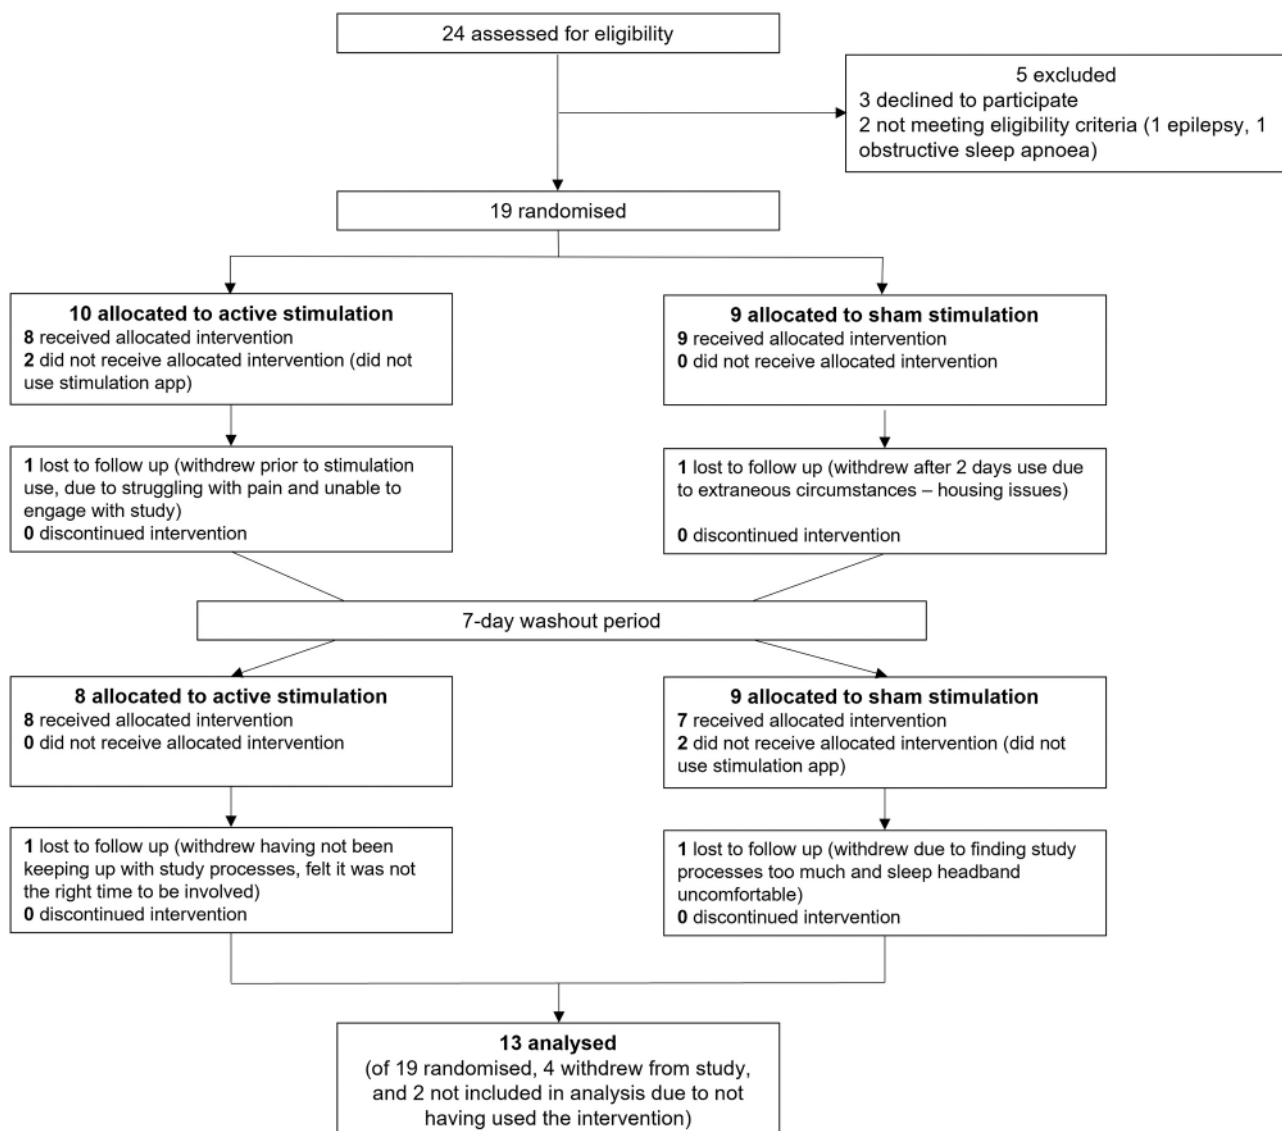 24 assessed for eligibility
5 excluded
3 declined to participate
2 not meeting eligibility criteria (1 epilepsy, 1
obstructive sleep apnoea)
19 randomised
10 allocated to active stimulation
8 received allocated intervention
2 did not receive allocated intervention (did not
use stimulation app)
9 allocated to sham stimulation
9 received allocated intervention
0 did not receive allocated intervention
1 lost to follow up (withdrew prior to stimulation
use, due to struggling with pain and unable to
engage with study)
0 discontinued intervention
1 lost to follow up (withdrew after 2 days use due
to extraneous circumstances – housing issues)
0 discontinued intervention
7-day washout period
8 allocated to active stimulation
8 received allocated intervention
0 did not receive allocated intervention
9 allocated to sham stimulation
7 received allocated intervention
2 did not receive allocated intervention (did not
use stimulation app)
1 lost to follow up (withdrew having not been
keeping up with study processes, felt it was not
the right time to be involved)
0 discontinued intervention
1 lost to follow up (withdrew due to finding study
processes too much and sleep headband
uncomfortable)
0 discontinued intervention
13 analysed
(of 19 randomised, 4 withdrew from study,
and 2 not included in analysis due to not
having used the intervention)